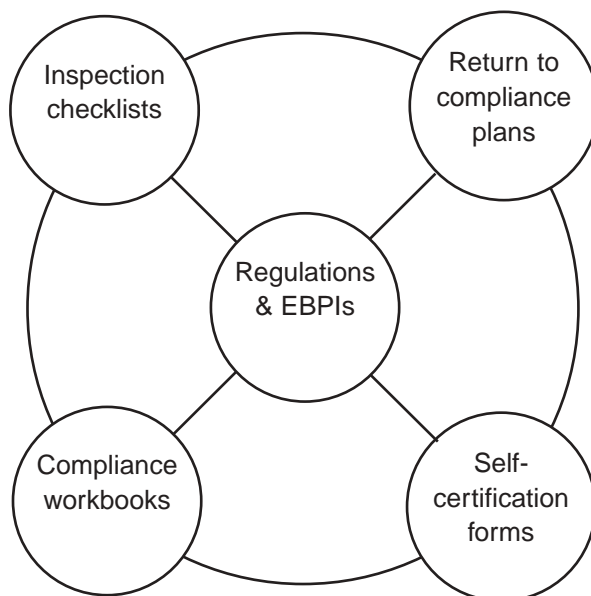 Inspection
checklists
Return to
compliance
plans
Regulations
& EBPIs
Compliance
workbooks
Self-
certification
forms